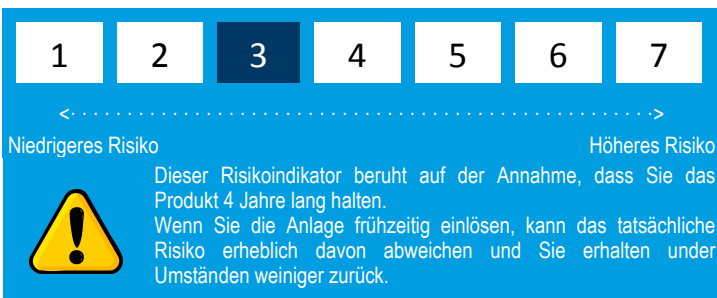 1 2 3 4 5 6 7
<· · · · · · · · · · · · · · · · · · · · · · · · · · · · · · · · · · · · · · · · · · · · · · · · · · · ·>
Niedrigeres Risiko Höheres Risiko
Dieser Risikoindikator beruht auf der Annahme, dass Sie das
Produkt 4 Jahre lang halten.
Wenn Sie die Anlage frühzeitig einlösen, kann das tatsächliche
Risiko erheblich davon abweichen und Sie erhalten under
Umständen weiniger zurück.